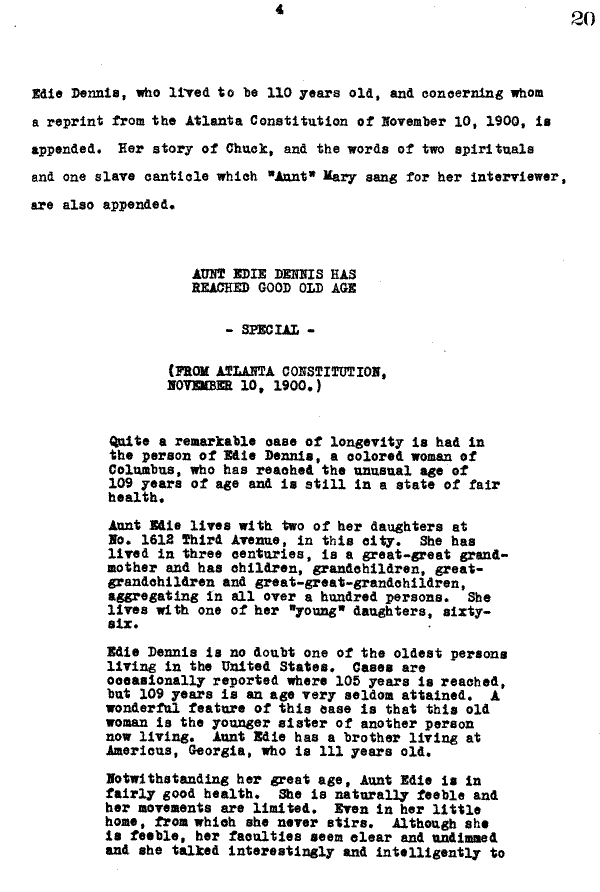 4
20
Edie Dennis, who lived to be 110 years old, and concerning whom
a reprint from the Atlanta Constitution of November 10, 1900, is
appended. Her story of Chuck, and the words of two spirituals
and one slave canticle which "Aunt" Mary sang for her interviewer,
are also appended.
AUNT EDIE DENNIS HAS
REACHED GOOD OLD AGE
- SPECIAL -
(FROM ATLANTA CONSTITUTION,
NOVEMBER 10, 1900.)
Quite a remarkable case of longevity is had in
the person of Edie Dennis, a colored woman of
Columbus, who has reached the unusual age of
109 years of age and is still in a state of fair
health.
Aunt Edie lives with two of her daughters at
No. 1612 Third Avenue, in this city. She has
lived in three centuries, is a great-great grand-
mother and has children, grandchildren, great-
grandchildren and great-great-grandchildren,
aggregating in all over a hundred persons. She
lives with one of her "young" daughters, sixty-
six.
Edie Dennis is no doubt one of the oldest persons
living in the United States. Cases are
occasionally reported where 105 years is reached,
but 109 years is an age very seldom attained. A
wonderful feature of this case is that this old
woman is the younger sister of another person
now living. Aunt Edie has a brother living at
Americus, Georgia, who is 111 years old.
Notwithstanding her great age, Aunt Edie is in
fairly good health. She is naturally feeble and
her movements are limited. Even in her little
home, from which she never stirs. Although she
is feeble, her faculties seem clear and undimmed
and she talked interestingly and intelligently to